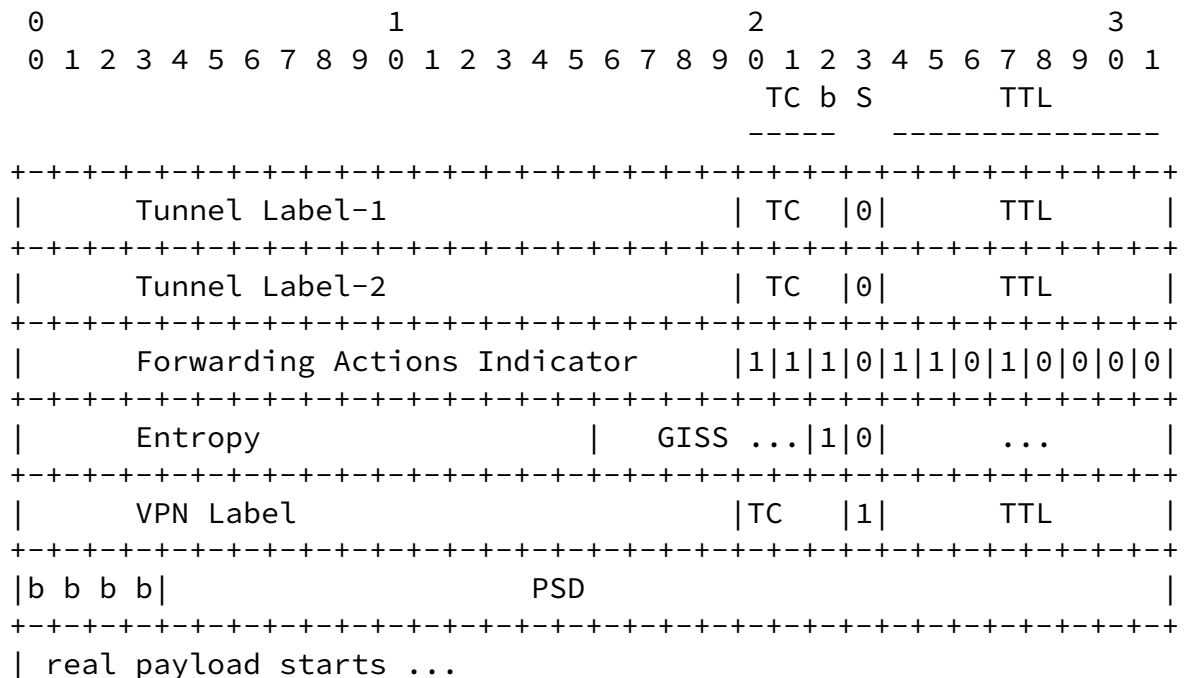 0                   1                   2                   3
 0 1 2 3 4 5 6 7 8 9 0 1 2 3 4 5 6 7 8 9 0 1 2 3 4 5 6 7 8 9 0 1
                                          TC b S       TTL
                                         -----   ---------------
+-+-+-+-+-+-+-+-+-+-+-+-+-+-+-+-+-+-+-+-+-+-+-+-+-+-+-+-+-+-+-+-+
|      Tunnel Label-1                   | TC  |0|      TTL      |
+-+-+-+-+-+-+-+-+-+-+-+-+-+-+-+-+-+-+-+-+-+-+-+-+-+-+-+-+-+-+-+-+
|      Tunnel Label-2                   | TC  |0|      TTL      |
+-+-+-+-+-+-+-+-+-+-+-+-+-+-+-+-+-+-+-+-+-+-+-+-+-+-+-+-+-+-+-+-+
|      Forwarding Actions Indicator     |1|1|1|0|1|1|0|1|0|0|0|0|
+-+-+-+-+-+-+-+-+-+-+-+-+-+-+-+-+-+-+-+-+-+-+-+-+-+-+-+-+-+-+-+-+
|      Entropy                  |   GISS ...|1|0|      ...      |
+-+-+-+-+-+-+-+-+-+-+-+-+-+-+-+-+-+-+-+-+-+-+-+-+-+-+-+-+-+-+-+-+
|      VPN Label                        |TC   |1|      TTL      |
+-+-+-+-+-+-+-+-+-+-+-+-+-+-+-+-+-+-+-+-+-+-+-+-+-+-+-+-+-+-+-+-+
|b b b b|                    PSD                                |
+-+-+-+-+-+-+-+-+-+-+-+-+-+-+-+-+-+-+-+-+-+-+-+-+-+-+-+-+-+-+-+-+
| real payload starts ...